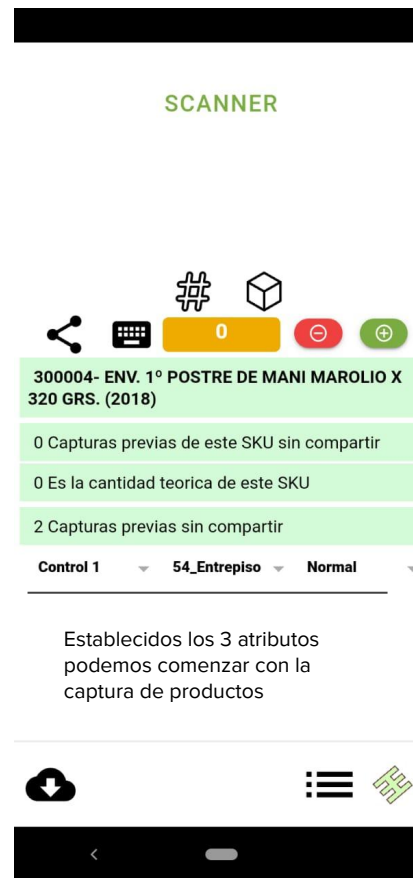 SCANNER
0
300004- ENV. 1º POSTRE DE MANI MAROLIO X
320 GRS. (2018)
0 Capturas previas de este SKU sin compartir
0 Es la cantidad teorica de este SKU
2 Capturas previas sin compartir
Control 1 54_Entrepiso Normal
Establecidos los 3 atributos
podemos comenzar con la
captura de productos